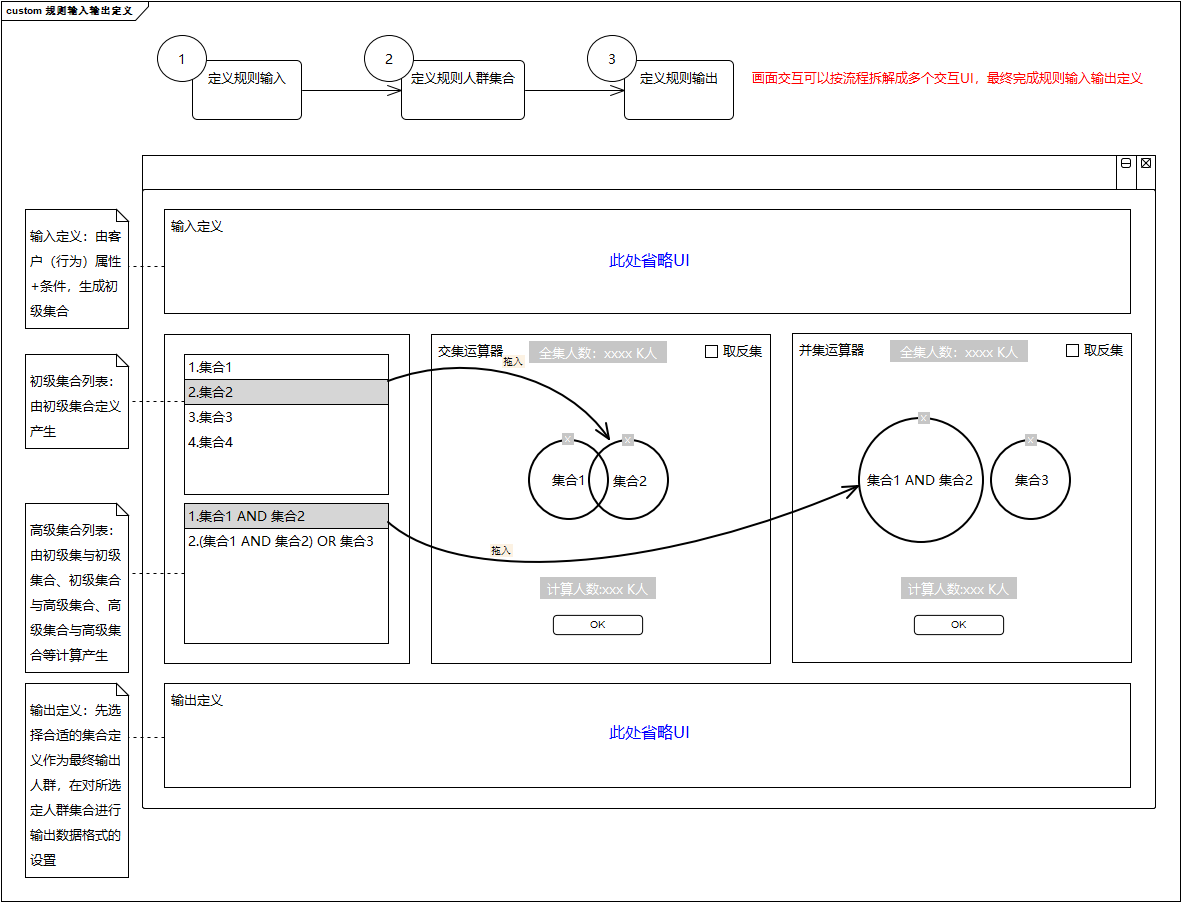 custom 规则输入输出定义
1
定义规则输入
2
定义规则人群集合
3
定义规则输出
画面交互可以按流程拆解成多个交互UI，最终完成规则输入输出定义
输入定义：由客
户（行为）属性
+条件，生成初
级集合
输入定义
此处省略UI
初级集合列表：
由初级集合定义
产生
1.集合1
2.集合2
3.集合3
4.集合4
交集运算器
全集人数：xxxx K人
取反集
拖入
集合1
集合2
计算人数:xxx K人
OK
并集运算器
全集人数：xxxx K人
取反集
集合1 AND 集合2
集合3
计算人数:xxx K人
OK
高级集合列表：
由初级集与初级
集合、初级集合
与高级集合、高
级集合与高级集
合等计算产生
1.集合1 AND 集合2
2.(集合1 AND 集合2) OR 集合3
拖入
输出定义：先选
择合适的集合定
义作为最终输出
人群，在对所选
定人群集合进行
输出数据格式的
设置
输出定义
此处省略UI